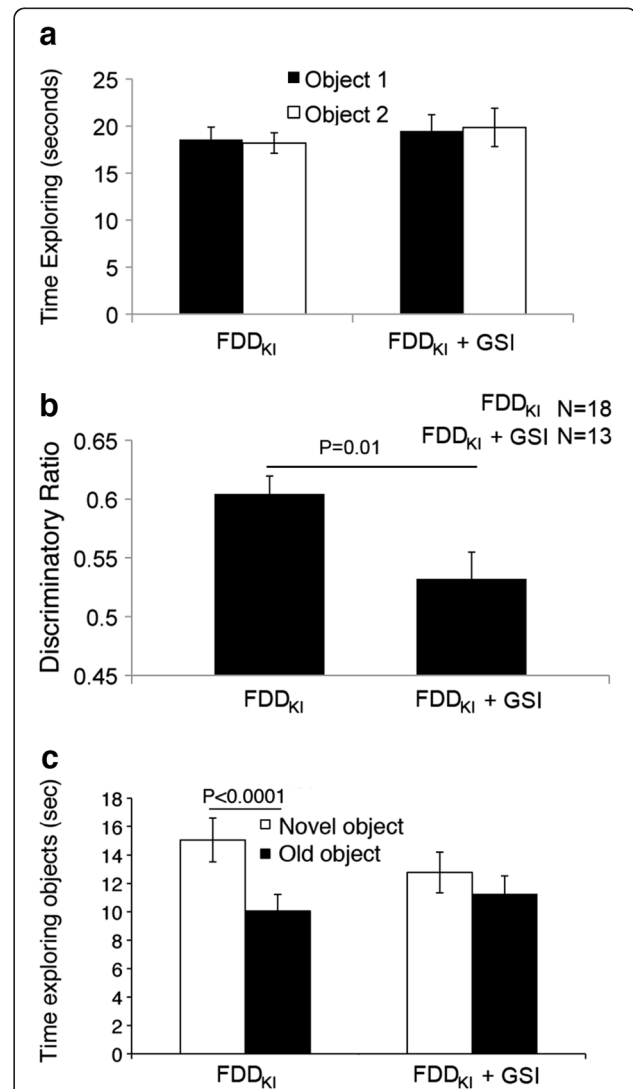 a
Time Exploring (seconds)
25
20
15
10
5
0
Object 1
Object 2
FDDKI
FDDKI + GSI
b
FDDKI N=18
FDDKI + GSI N=13
P=0.01
Discriminatory Ratio
0.65
0.6
0.55
0.5
0.45
FDDKI
FDDKI + GSI
c
Time exploring objects (sec)
18
16
14
12
10
8
6
4
2
0
P<0.0001
Novel object
Old object
FDDKI
FDDKI + GSI